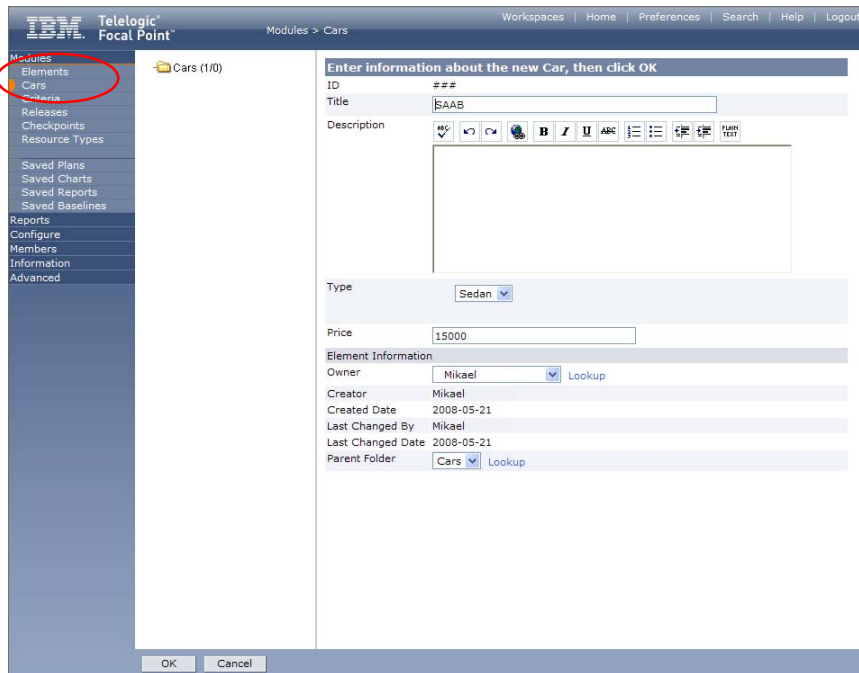 IBM. Telelogic®
Focal Point™
Modules > Cars
Workspaces | Home | Preferences | Search | Help | Logout
Modules
Elements
Cars
Criteria
Releases
Checkpoints
Resource Types
Saved Plans
Saved Charts
Saved Reports
Saved Baselines
Reports
Configure
Members
Information
Advanced
Cars (1/0)
Enter information about the new Car, then click OK
ID ###
Title SAAB
Description
ABC B I U ABC PLAIN TEXT
Type Sedan
Price 15000
Element Information
Owner Mikael Lookup
Creator Mikael
Created Date 2008-05-21
Last Changed By Mikael
Last Changed Date 2008-05-21
Parent Folder Cars Lookup
OK Cancel